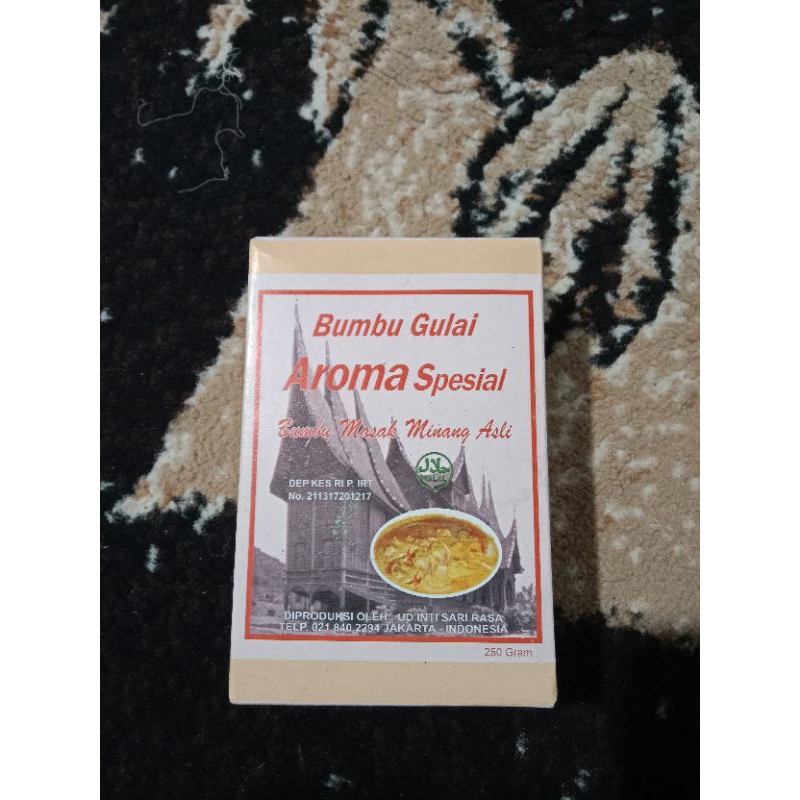 Bumbu Gulai
Aroma Spesial
Bumbu Masak Minang Asli
حلال
DEP KES RI P. IRT
No. 211317201217
DIPRODUKSI OLEH : UD INTI SARI RASA
TELP. 021 840 2294 JAKARTA - INDONESIA
250 Gram